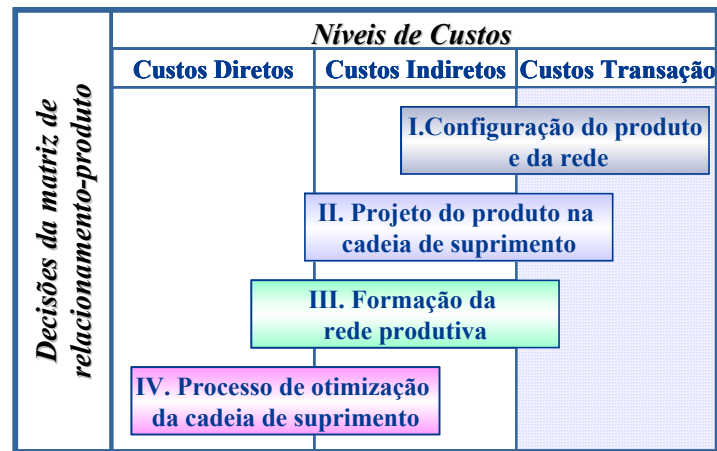 Níveis de Custos
Custos Diretos
Custos Indiretos
Custos Transação
Decisões da matriz de
relacionamento-produto
I.Configuração do produto
e da rede
II. Projeto do produto na
cadeia de suprimento
III. Formação da
rede produtiva
IV. Processo de otimização
da cadeia de suprimento